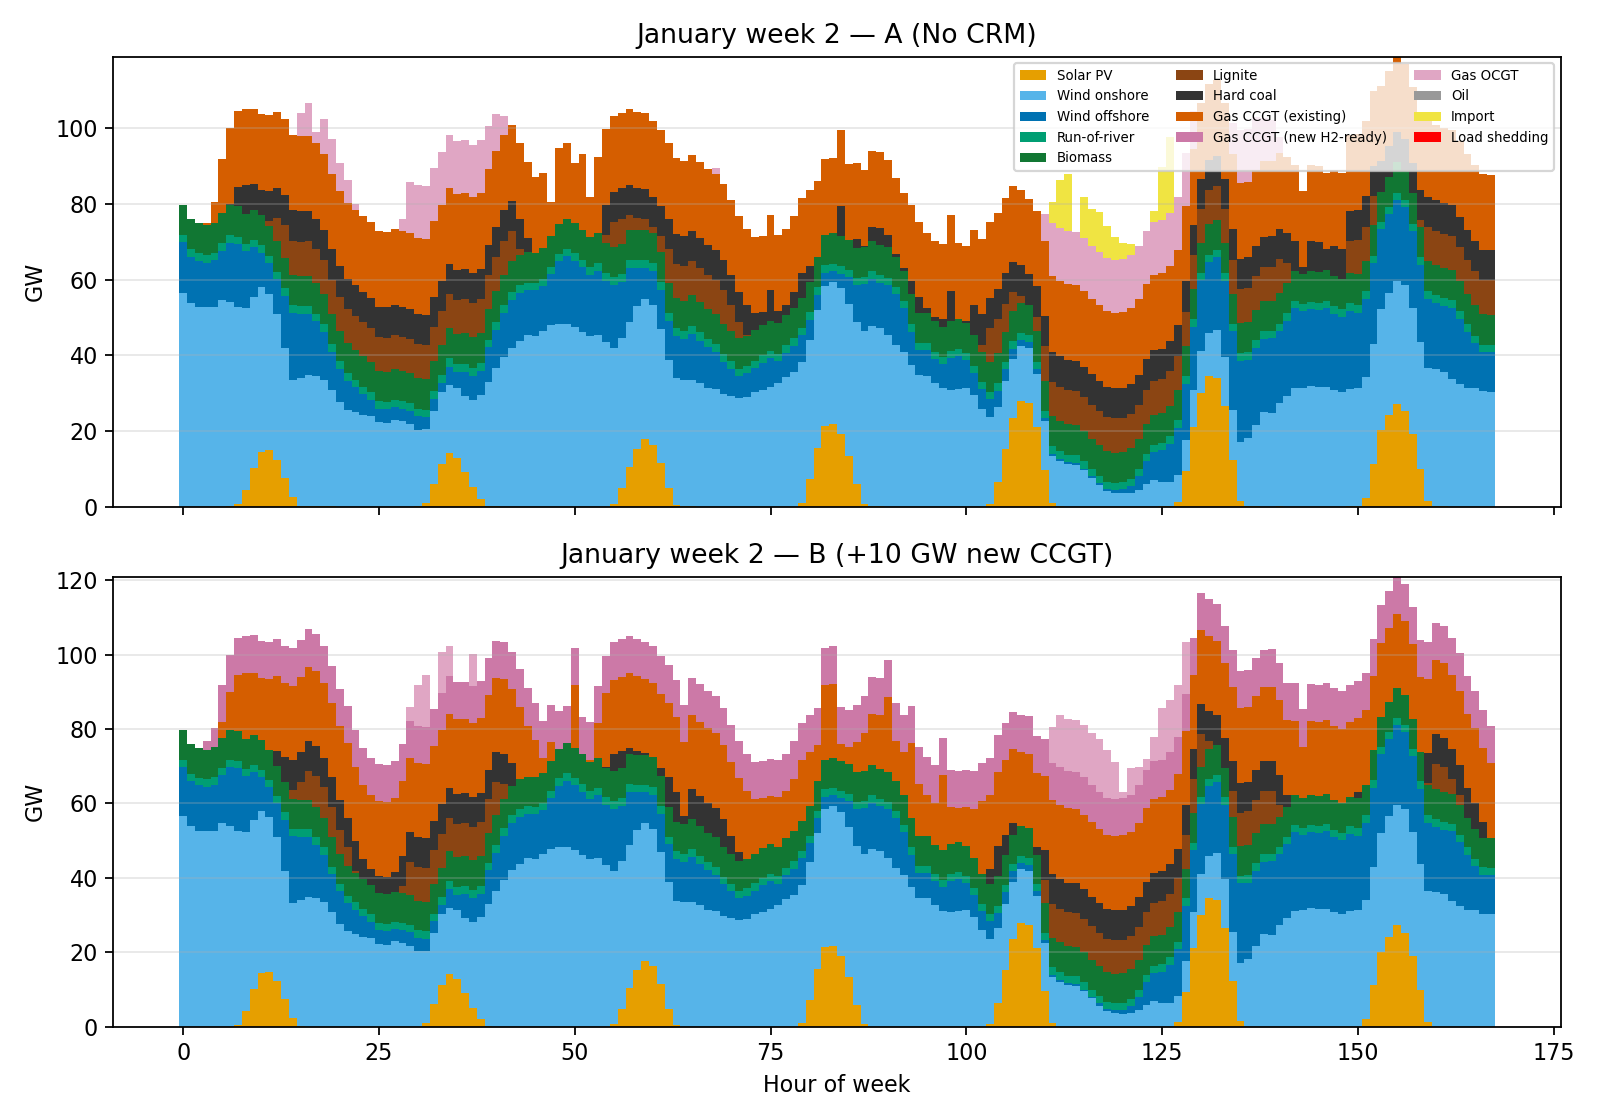 January week 2 — A (No CRM)
GW
100
80
60
40
20
0
Solar PV
Wind onshore
Wind offshore
Run-of-river
Biomass
Lignite
Hard coal
Gas CCGT (existing)
Gas CCGT (new H2-ready)
Gas OCGT
Oil
Import
Load shedding
January week 2 — B (+10 GW new CCGT)
GW
120
100
80
60
40
20
0
0 25 50 75 100 125 150 175
Hour of week